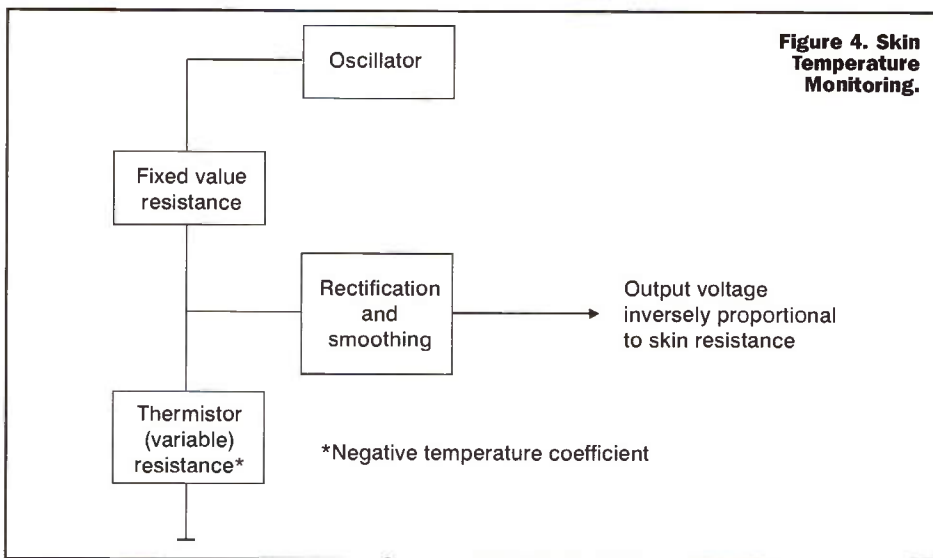 Figure 4. Skin
Temperature
Monitoring.
Oscillator
Fixed value
resistance
Rectification
and
smoothing
Output voltage
inversely proportional
to skin resistance
Thermistor
(variable)
resistance*
*Negative temperature coefficient